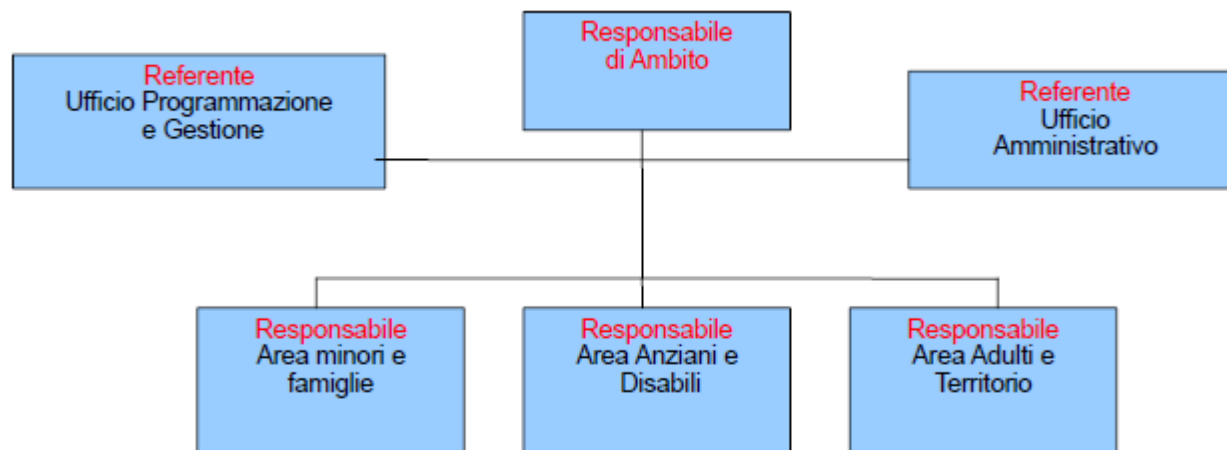 Responsabile
di Ambito
Referente
Ufficio Programmazione
e Gestione
Referente
Ufficio
Amministrativo
Responsabile
Area minori e
famiglie
Responsabile
Area Anziani e
Disabili
Responsabile
Area Adulti e
Territorio